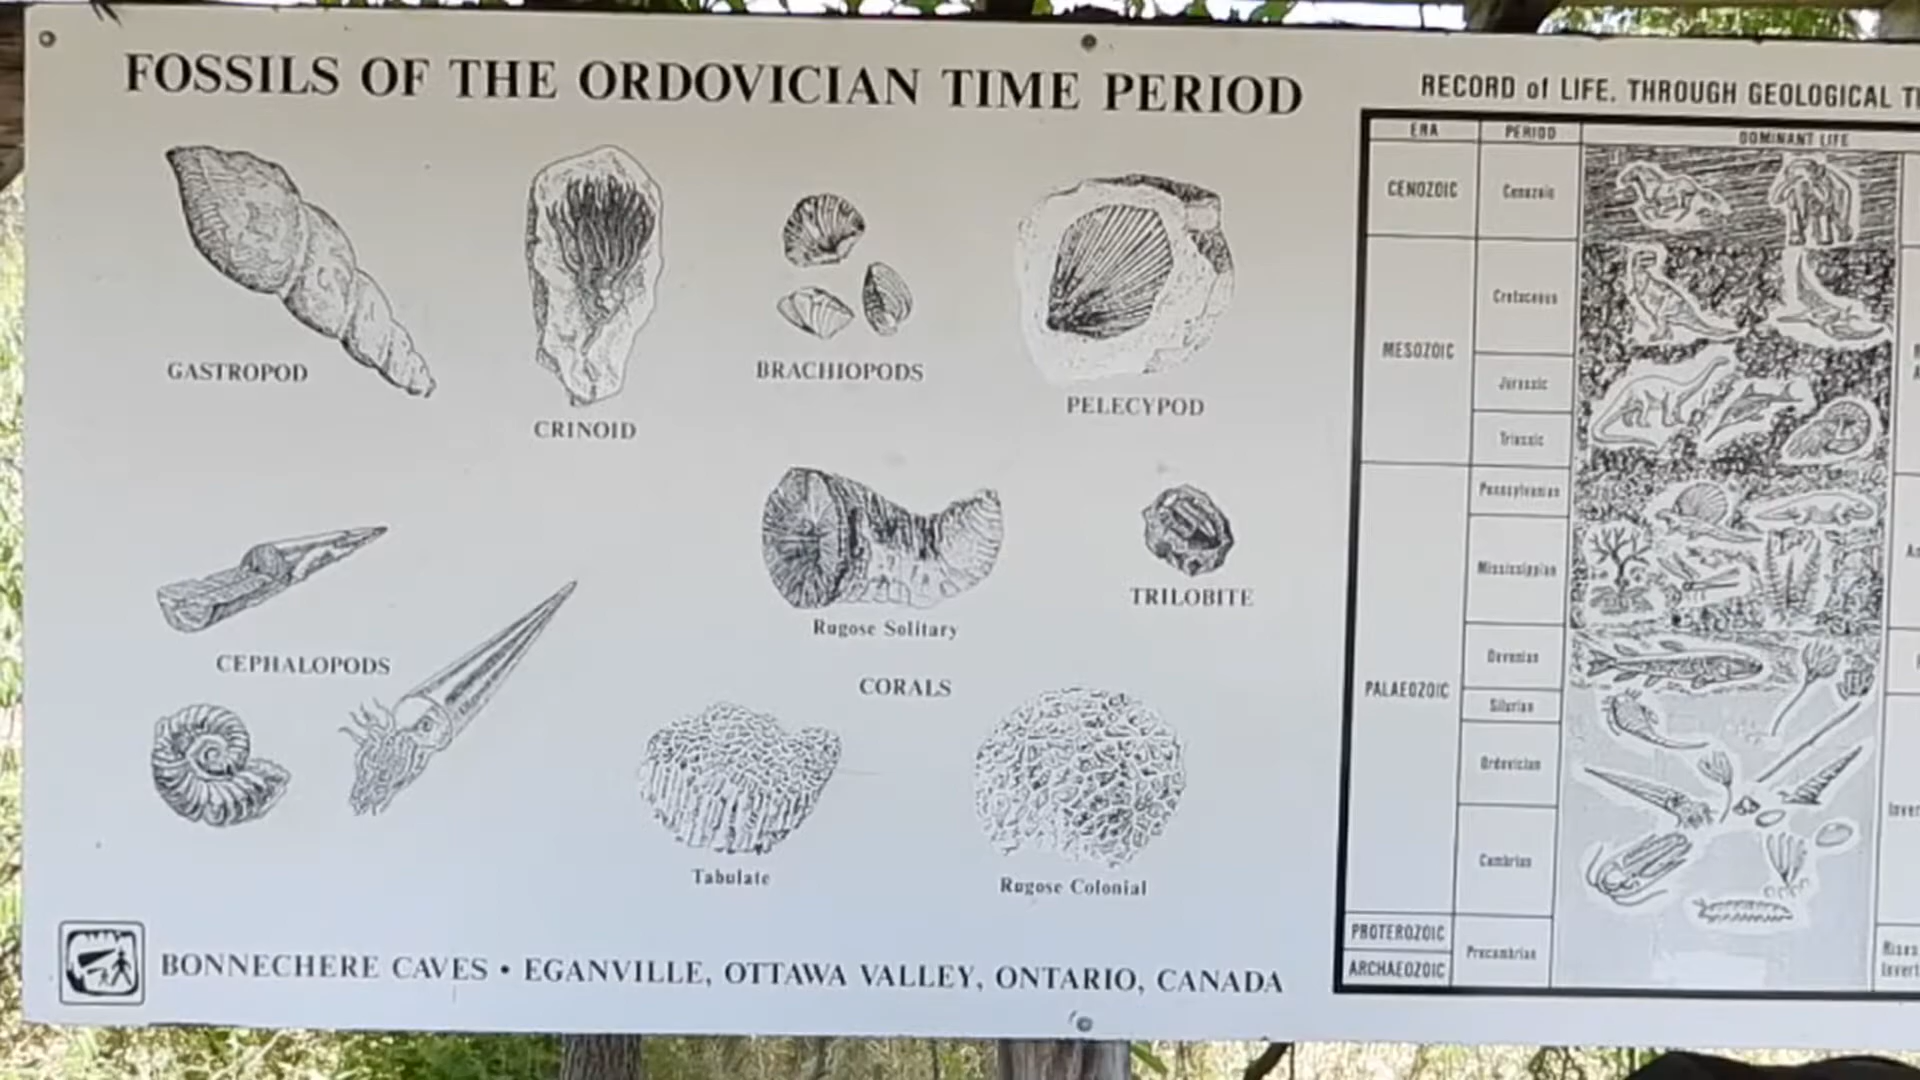 FOSSILS OF THE ORDOVICIAN TIME PERIOD
GASTROPOD
CRINOID
BRACHIOPODS
PELECYPOD
CEPHALOPODS
Rugose Solitary
TRILOBITE
CORALS
Tabulate
Rugose Colonial
BONNECHERE CAVES • EGANVILLE, OTTAWA VALLEY, ONTARIO, CANADA
RECORD of LIFE. THROUGH GEOLOGICAL
ERA PERIOD DOMINANT LIFE
CENOZOIC Cenozoic
MESOZOIC
Cretaceous
Jurassic
Triassic
PALAEOZOIC
Pennsylvanian
Mississippian
Devonian
Silurian
Ordovician
Cambrian
PROTEROZOIC
ARCHAEOZOIC
Precambrian